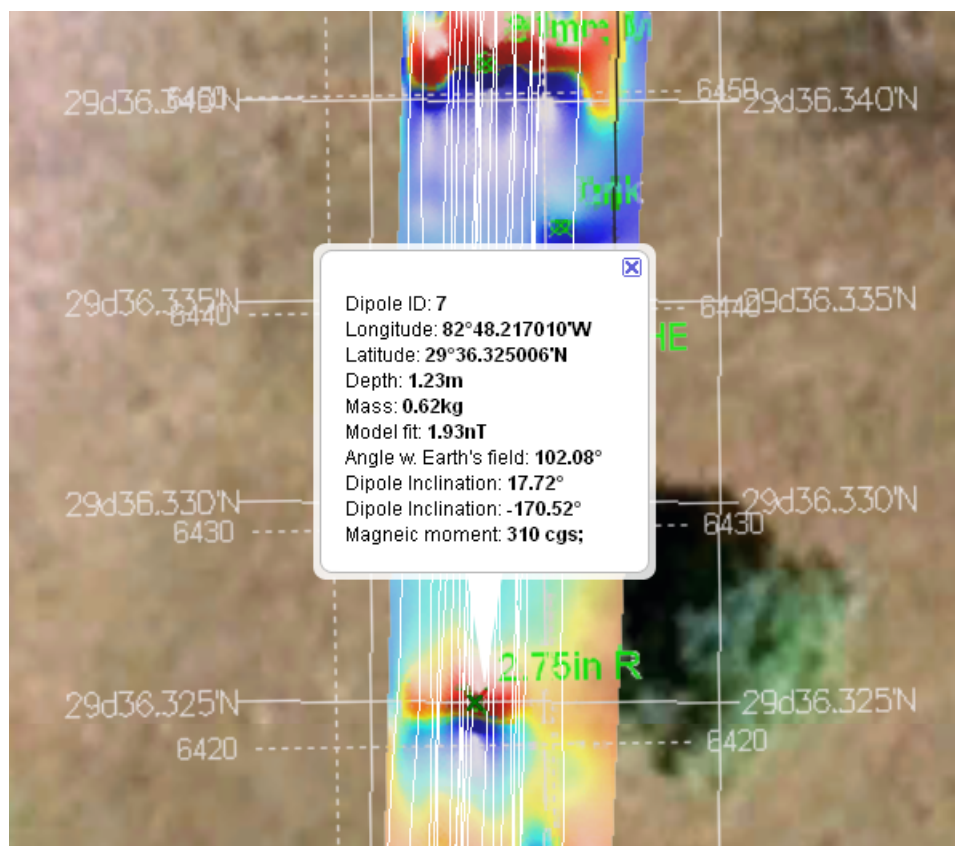 mm, M
6450
29d36.340'N
6450
29d36.340'N
Dipole ID: 7
Longitude: 82°48.217010'W
Latitude: 29°36.325006'N
Depth: 1.23m
Mass: 0.62kg
Model fit: 1.93nT
Angle w. Earth's field: 102.08°
Dipole Inclination: 17.72°
Dipole Inclination: -170.52°
Magneic moment: 310 cgs;
29d36.335'N
6440
6440
29d36.335'N
HE
29d36.330'N
6430
6430
29d36.330'N
2.75in R
29d36.325'N
29d36.325'N
6420
6420